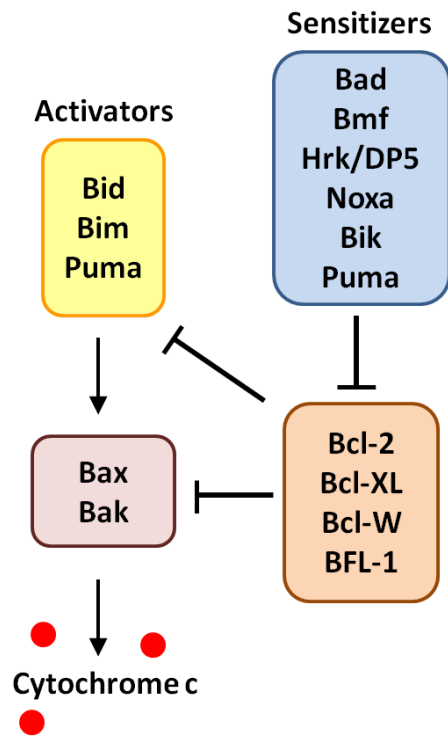 Sensitizers
Bad
Bmf
Hrk/DP5
Noxa
Bik
Puma
Activators
Bid
Bim
Puma
Bcl-2
Bcl-XL
Bcl-W
BFL-1
Bax
Bak
Cytochrome c